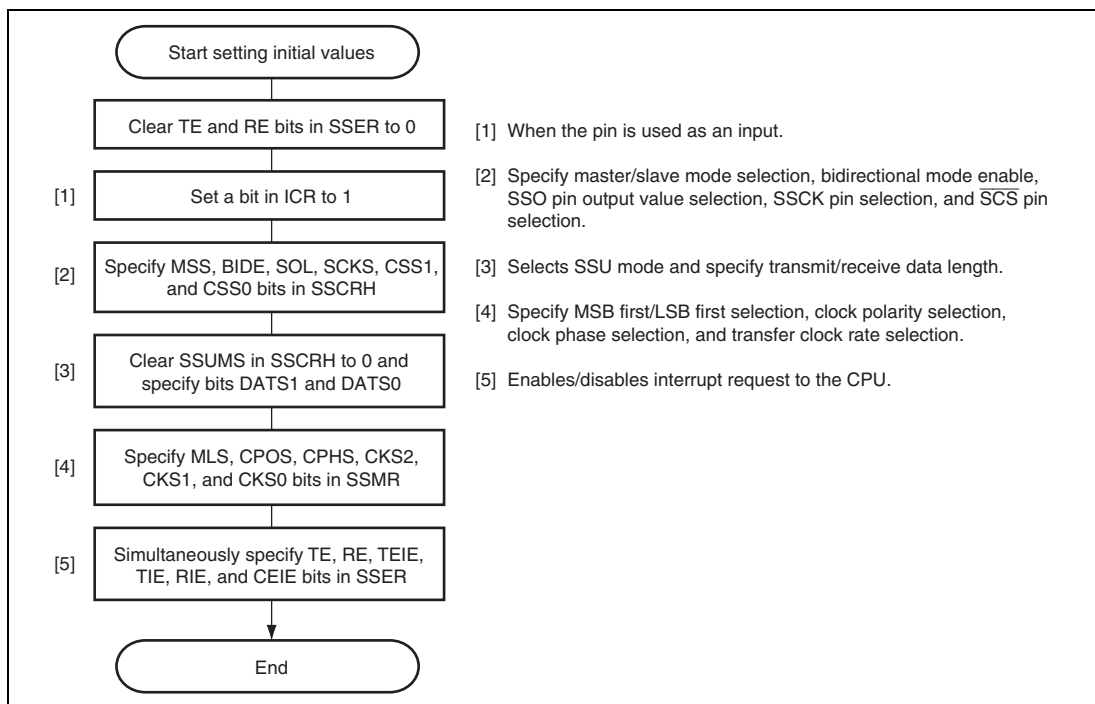 Start setting initial values
Clear TE and RE bits in SSER to 0
[1] Set a bit in ICR to 1
[2] Specify MSS, BIDE, SOL, SCKS, CSS1,
and CSS0 bits in SSCRH
[3] Clear SSUMS in SSCRH to 0 and
specify bits DATS1 and DATS0
[4] Specify MLS, CPOS, CPHS, CKS2,
CKS1, and CKS0 bits in SSMR
[5] Simultaneously specify TE, RE, TEIE,
TIE, RIE, and CEIE bits in SSER
End
[1] When the pin is used as an input.
[2] Specify master/slave mode selection, bidirectional mode enable,
SSO pin output value selection, SSCK pin selection, and S̅C̅S̅ pin
selection.
[3] Selects SSU mode and specify transmit/receive data length.
[4] Specify MSB first/LSB first selection, clock polarity selection,
clock phase selection, and transfer clock rate selection.
[5] Enables/disables interrupt request to the CPU.